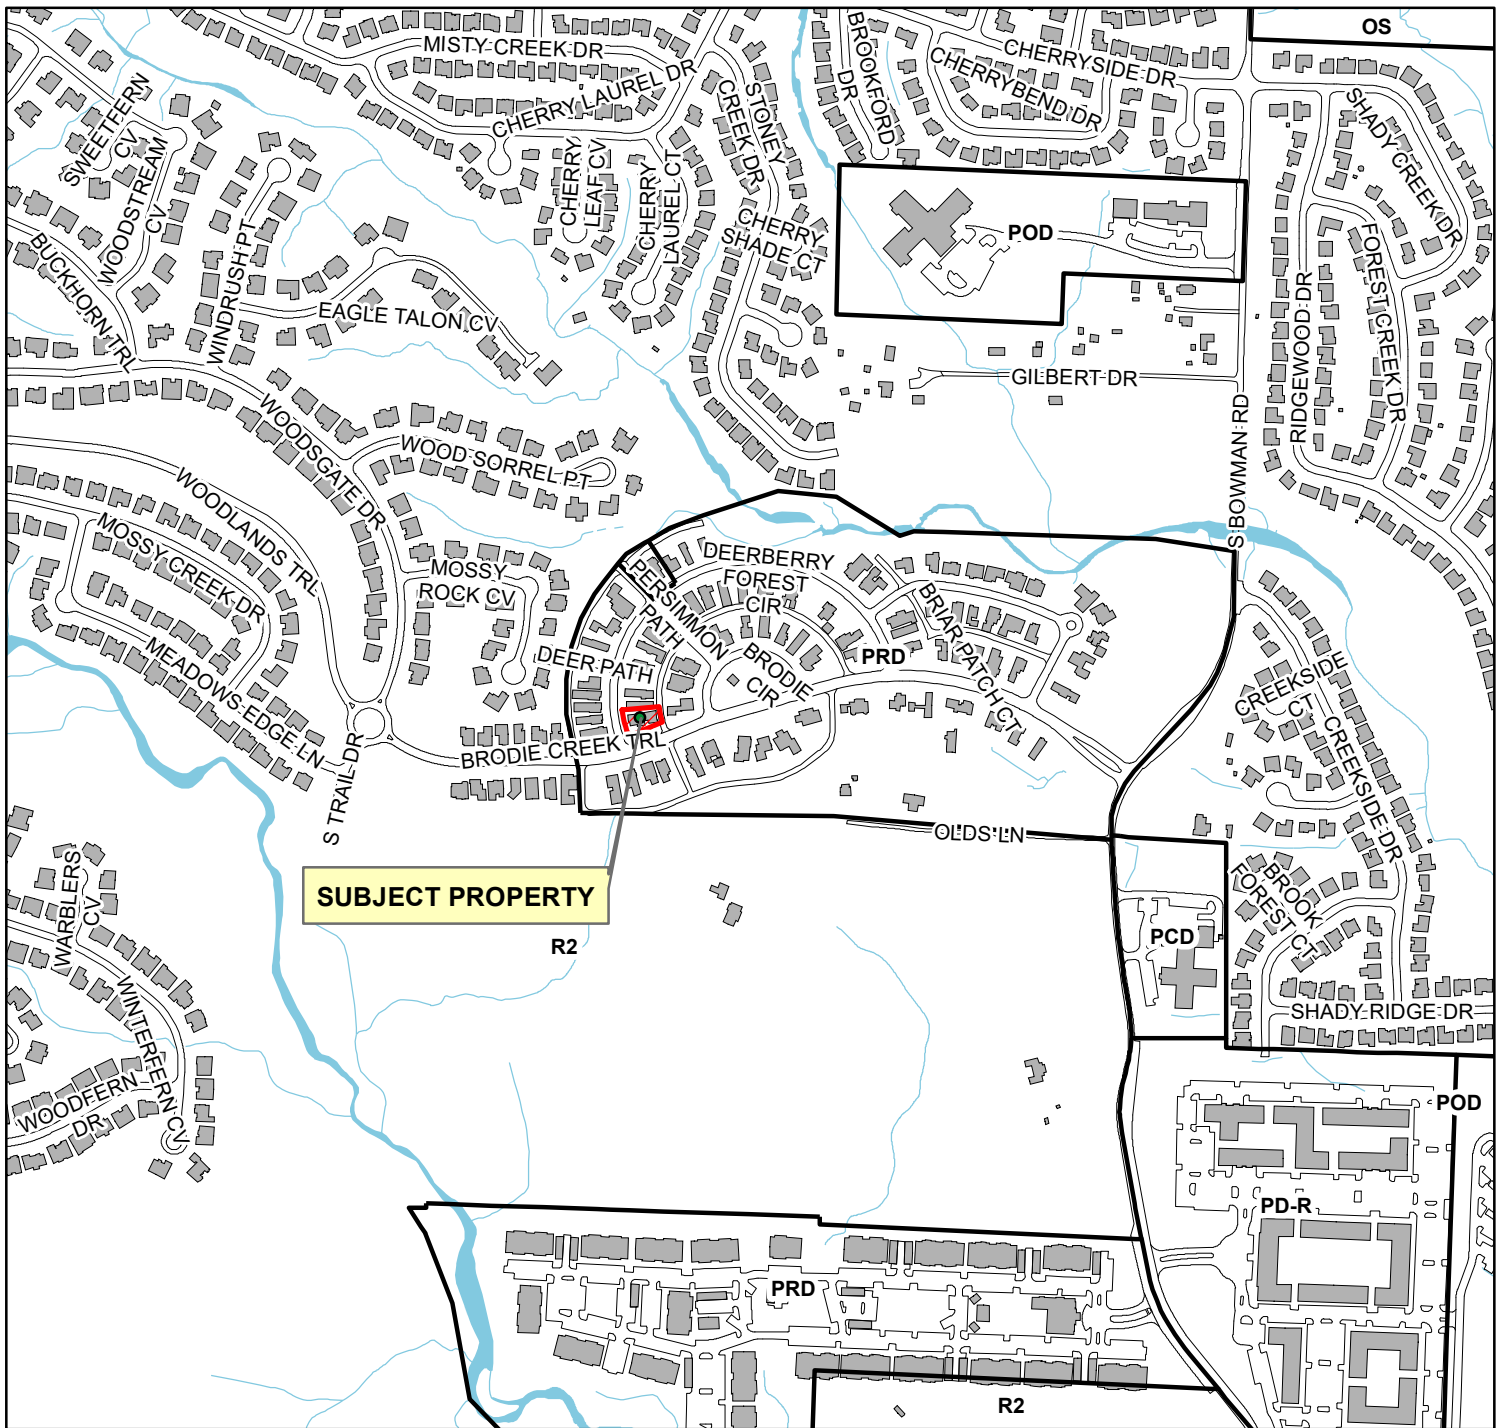 OS
MISTY CREEK DR
BROOKFORD
DR
CHERRYSIDE DR
CHERRYBEND DR
CHERRY LAUREL DR
STONEY
CREEK DR
SHADY CREEK DR
SWEETFERN
CV
WOODSTREAM
CV
CHERRY
LEAF CV
CHERRY
LAUREL CT
CHERRY
SHADE CT
POD
FOREST CREEK DR
RIDGEWOOD DR
BUCKHORN TRL
WINDRUSH PT
EAGLE TALON CV
GILBERT DR
S BOWMAN RD
WOODSGATE DR
WOOD SORREL PT
WOODLANDS TRL
MOSSY CREEK DR
MOSSY
ROCK CV
DEERBERRY
FOREST
CIR
PERSIMMON
PATH
BRIAR PATCH CT
PRD
DEER PATH
BRODIE
CIR
MEADOWS EDGE LN
CREEKSIDE
CT
CREEKSIDE DR
BRODIE CREEK TRL
S TRAIL DR
OLDS LN
SUBJECT PROPERTY
R2
WARBLERS
CV
BROOK
FOREST CT
PCD
WINTERFERN CV
SHADY RIDGE DR
WOODFERN
DR
POD
PD-R
PRD
R2